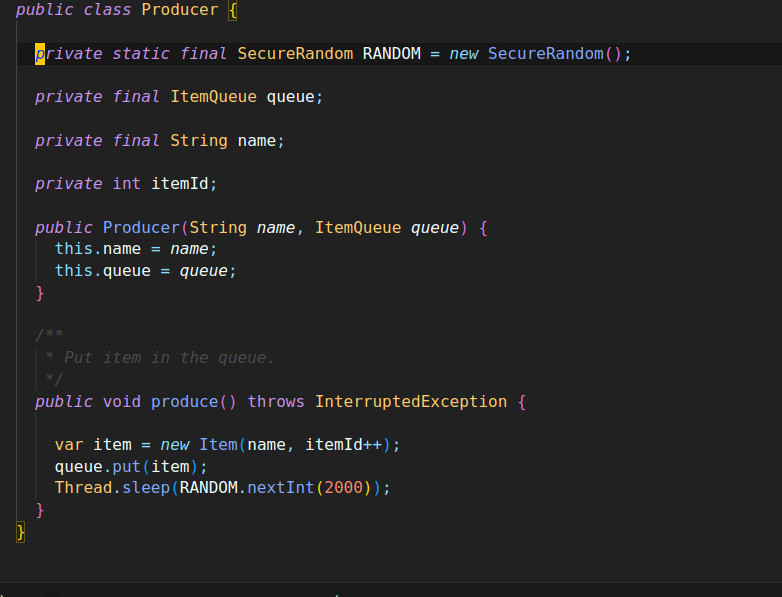 public class Producer {
private static final SecureRandom RANDOM = new SecureRandom();
private final ItemQueue queue;
private final String name;
private int itemId;
public Producer(String name, ItemQueue queue) {
this.name = name;
this.queue = queue;
}
/**
* Put item in the queue.
*/
public void produce() throws InterruptedException {
var item = new Item(name, itemId++);
queue.put(item);
Thread.sleep(RANDOM.nextInt(2000));
}
}